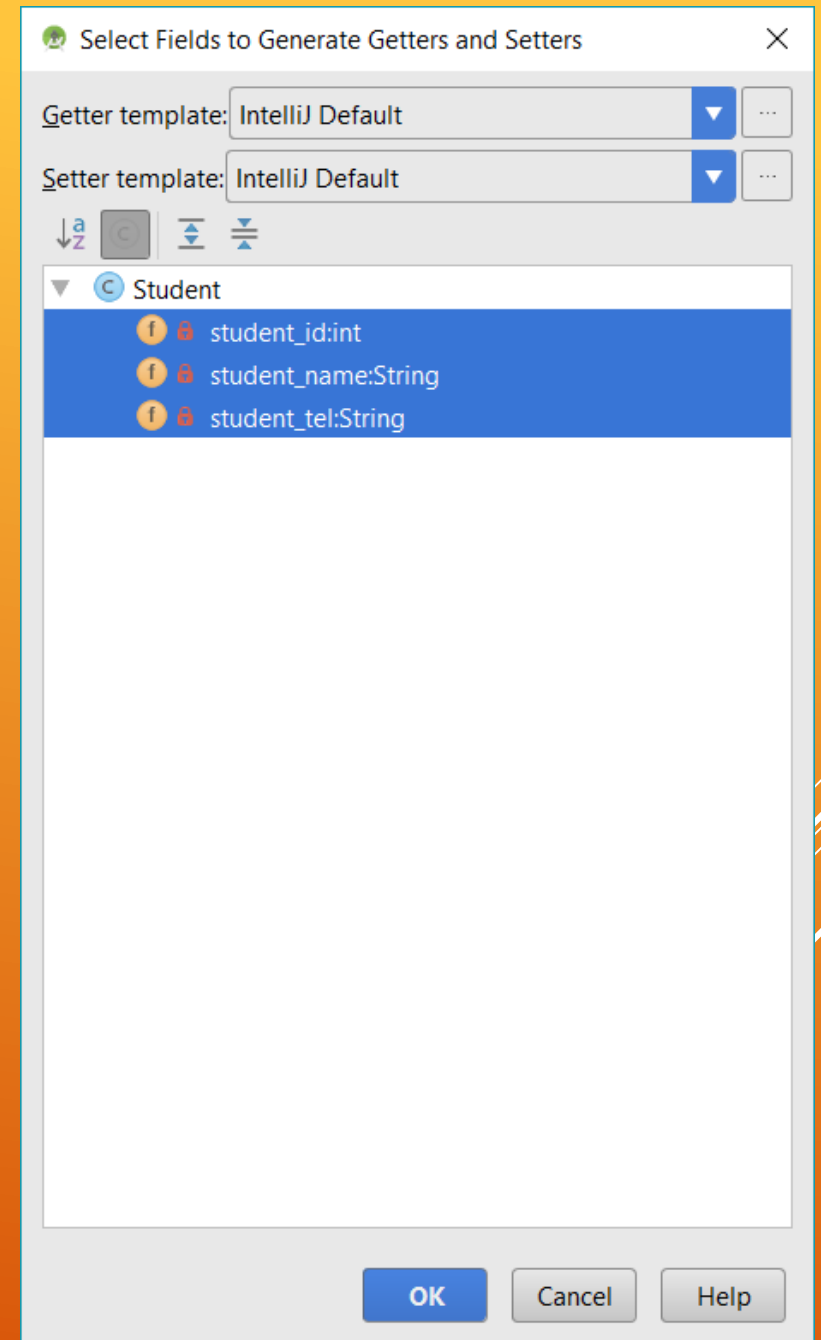 Select Fields to Generate Getters and Setters
Getter template: IntelliJ Default ...
Setter template: IntelliJ Default ...
a
z C
C Student
f student_id:int
f student_name:String
f student_tel:String
OK Cancel Help